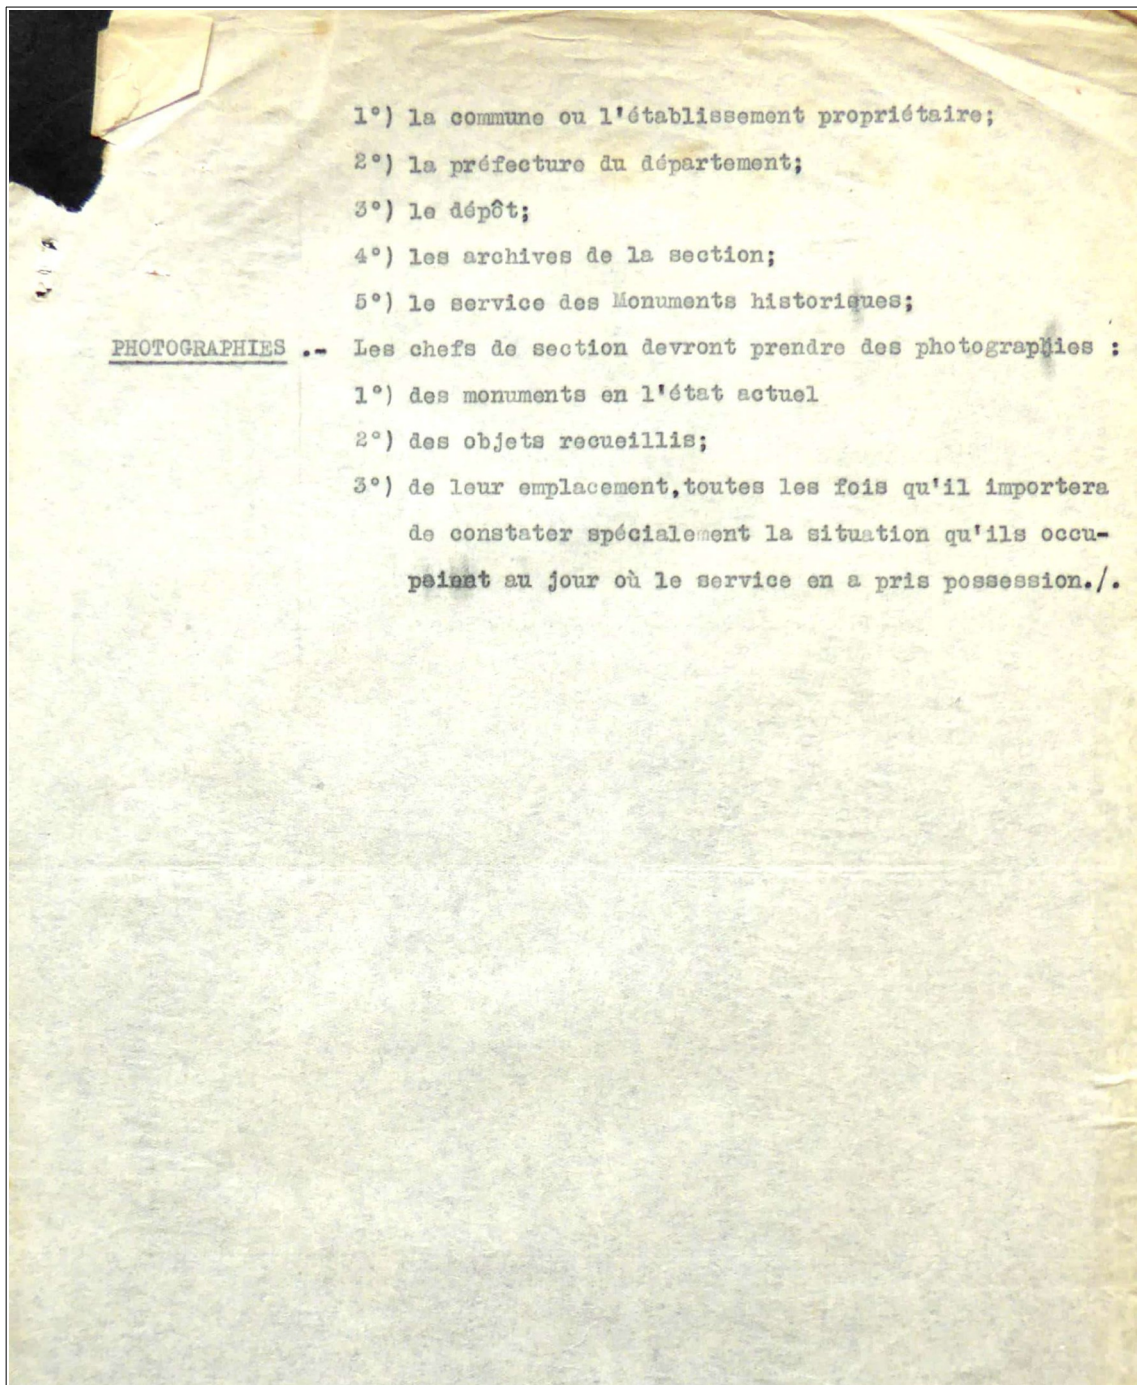 1°) la commune ou l'établissement propriétaire;
2°) la préfecture du département;
3°) le dépôt;
4°) les archives de la section;
5°) le service des Monuments historiques;
PHOTOGRAPHIES .- Les chefs de section devront prendre des photographies :
1°) des monuments en l'état actuel
2°) des objets recueillis;
3°) de leur emplacement,toutes les fois qu'il importera
de constater spécialement la situation qu'ils occu-
paient au jour où le service en a pris possession./.